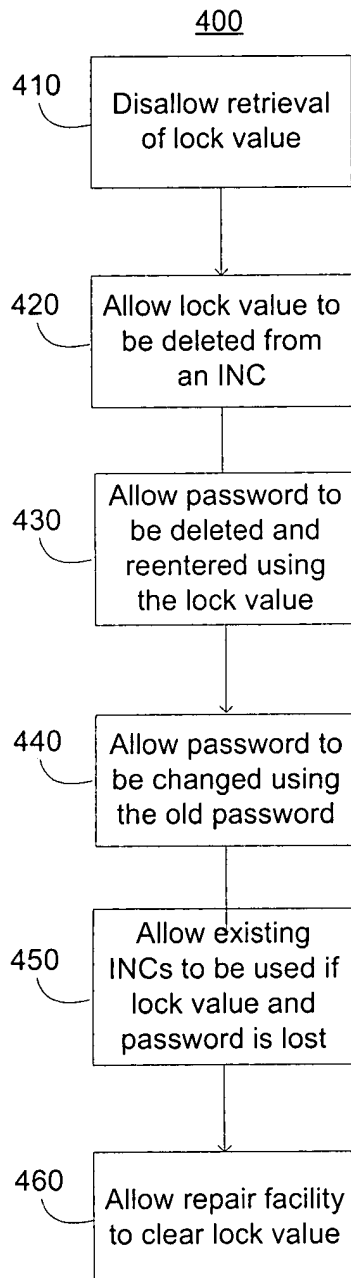 400
410
Disallow retrieval
of lock value
420
Allow lock value to
be deleted from
an INC
430
Allow password to
be deleted and
reentered using
the lock value
440
Allow password to
be changed using
the old password
450
Allow existing
INCs to be used if
lock value and
password is lost
460
Allow repair facility
to clear lock value